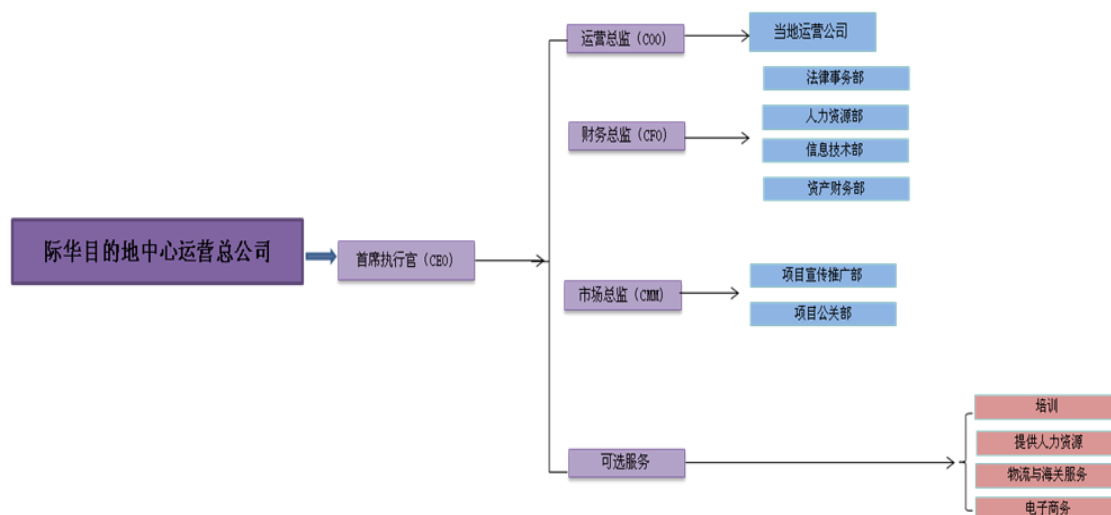 际华目的地中心运营总公司
首席执行官（CEO）
运营总监（COO）
当地运营公司
财务总监（CFO）
法律事务部
人力资源部
信息技术部
资产财务部
市场总监（CMM）
项目宣传推广部
项目公关部
可选服务
培训
提供人力资源
物流与海关服务
电子商务